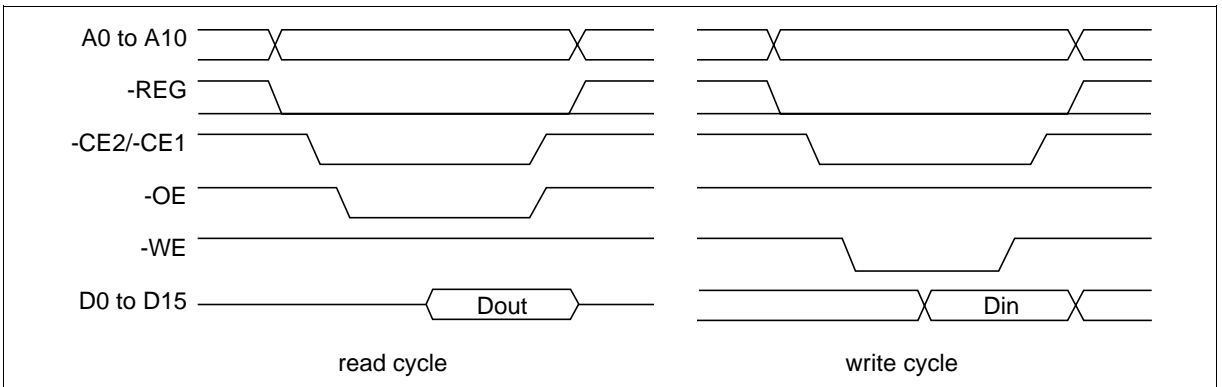 A0 to A10
-REG
-CE2/-CE1
-OE
-WE
D0 to D15
Dout
Din
read cycle
write cycle